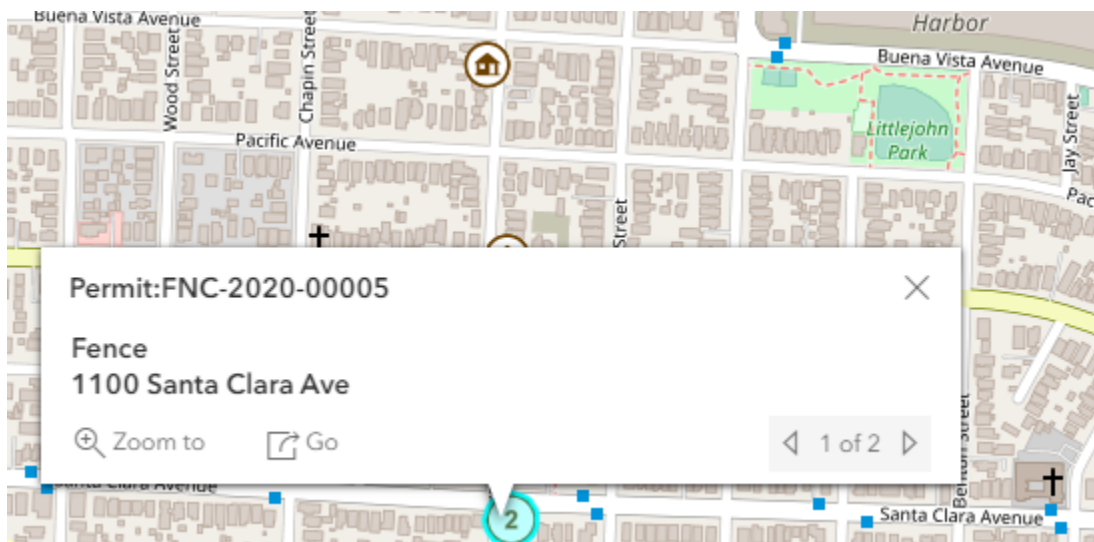 Harbor
Buena Vista Avenue
Buena Vista Avenue
Wood Street
Chapin Street
Jay Street
Littlejohn
Park
Pacific Avenue
Pac
Street
Permit:FNC-2020-00005
Fence
1100 Santa Clara Ave
Zoom to
Go
1 of 2
Benton Street
Santa Clara Avenue
2
Santa Clara Avenue